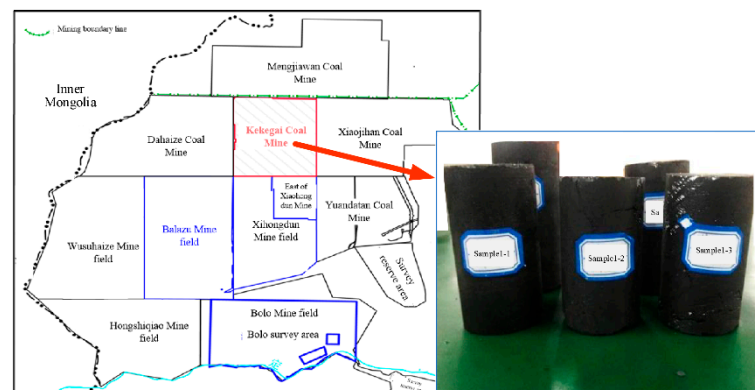 Mining boundary line
Inner
Mongolia
Mengjiawan Coal
Mine
Dahaize Coal
Mine
Kekegai Coal
Mine
Xiaojihan Coal
Mine
East of
Xiaohong
dun Mine
Wusuhaize Mine
field
Balazu Mine
field
Xihongdun
Mine field
Yuandatan Coal
Mine
Survey
reserve area
Hongshiqiao Mine
field
Bolo Mine field
Bolo survey area
Sample1-1
Sample1-2
Sa
Sample1-3